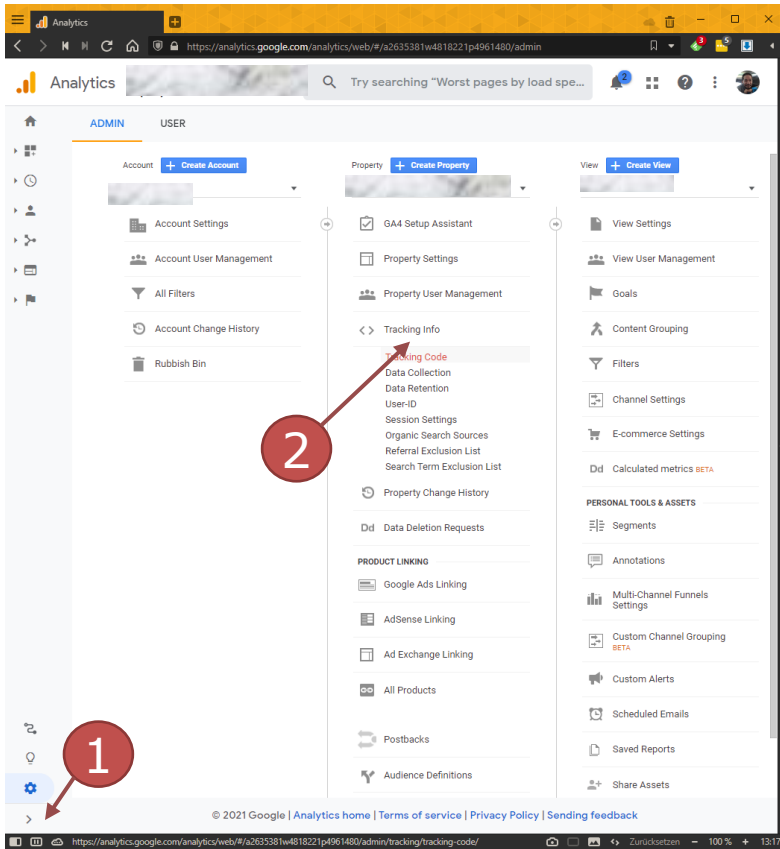 Analytics
https://analytics.google.com/analytics/web/#/a2635381w4818221p4961480/admin
3
5
Analytics
Try searching "Worst pages by load spe...
2
ADMIN
USER
Account
+ Create Account
Property
+ Create Property
View
+ Create View
Account Settings
Account User Management
All Filters
Account Change History
Rubbish Bin
GA4 Setup Assistant
Property Settings
Property User Management
Tracking Info
Tracking Code
Data Collection
Data Retention
User-ID
Session Settings
Organic Search Sources
Referral Exclusion List
Search Term Exclusion List
2
Property Change History
Dd Data Deletion Requests
PRODUCT LINKING
Google Ads Linking
AdSense Linking
Ad Exchange Linking
All Products
Postbacks
Audience Definitions
View Settings
View User Management
Goals
Content Grouping
Filters
Channel Settings
E-commerce Settings
Dd Calculated metrics BETA
PERSONAL TOOLS & ASSETS
Segments
Annotations
Multi-Channel Funnels
Settings
Custom Channel Grouping
BETA
Custom Alerts
Scheduled Emails
Saved Reports
Share Assets
1
© 2021 Google | Analytics home | Terms of service | Privacy Policy | Sending feedback
https://analytics.google.com/analytics/web/#/a2635381w4818221p4961480/admin/tracking/tracking-code/
Zurücksetzen
100 %
13:17